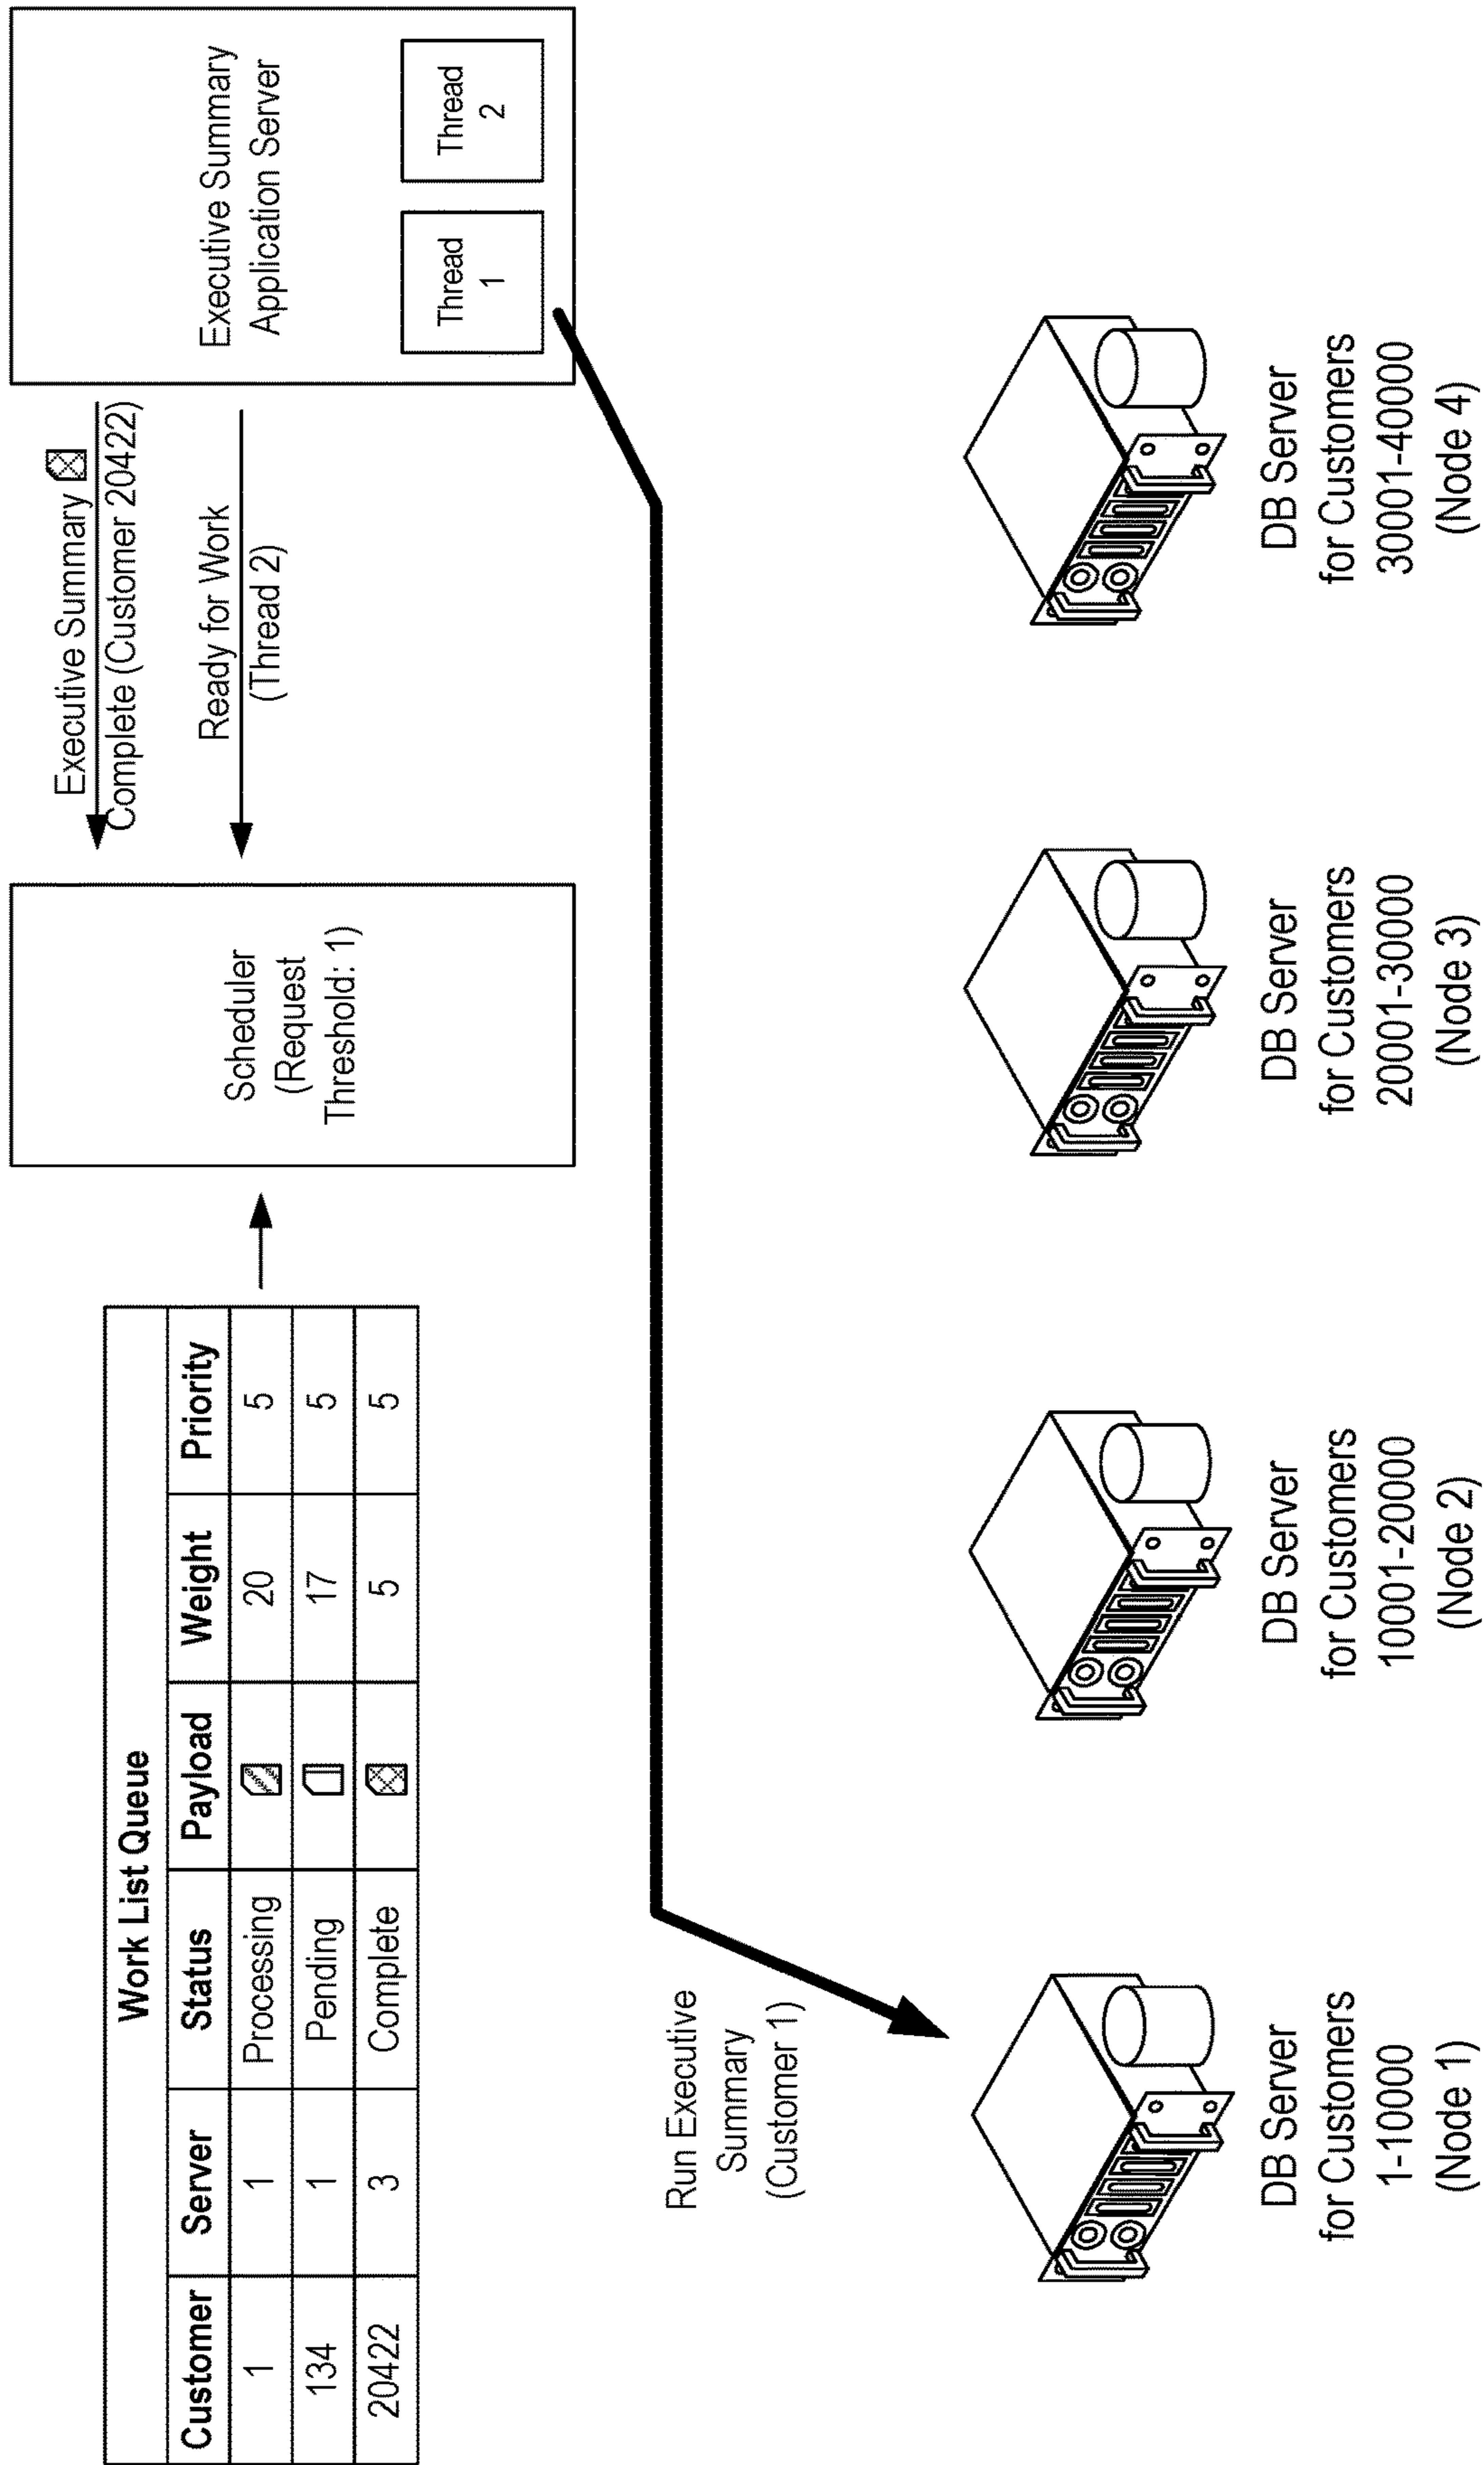 Work List Queue
Customer Server Status Payload Weight Priority
1 1 Processing 20 5
134 1 Pending 17 5
20422 3 Complete 5 5
Scheduler
(Request
Threshold: 1)
Executive Summary
Complete (Customer 20422)
Ready for Work
(Thread 2)
Executive Summary
Application Server
Thread
1
Thread
2
Run Executive
Summary
(Customer 1)
DB Server
for Customers
1-10000
(Node 1)
DB Server
for Customers
10001-20000
(Node 2)
DB Server
for Customers
20001-30000
(Node 3)
DB Server
for Customers
30001-40000
(Node 4)